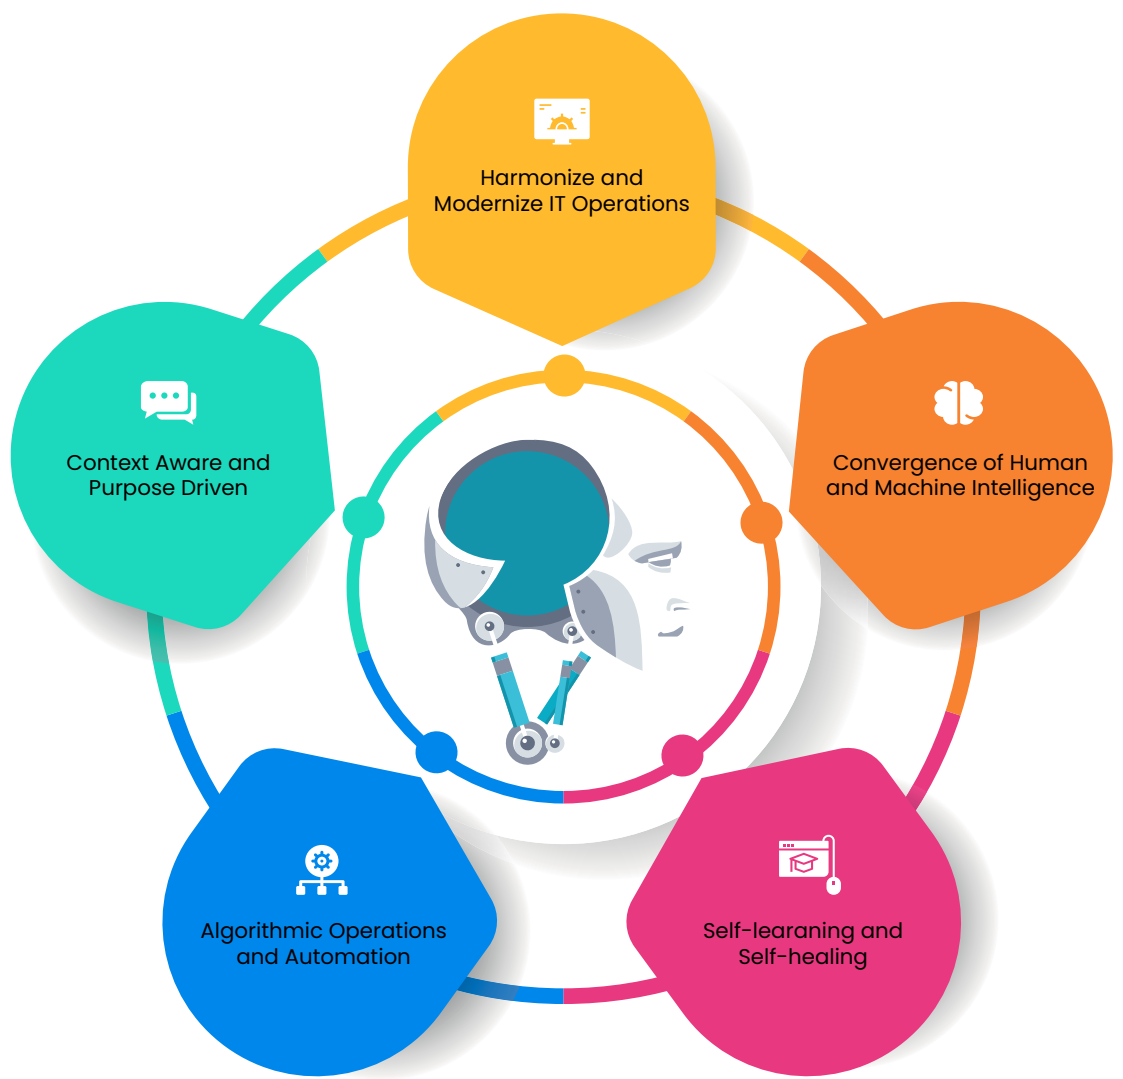 Harmonize and
Modernize IT Operations
Context Aware and
Purpose Driven
Convergence of Human
and Machine Intelligence
Algorithmic Operations
and Automation
Self-learaning and
Self-healing